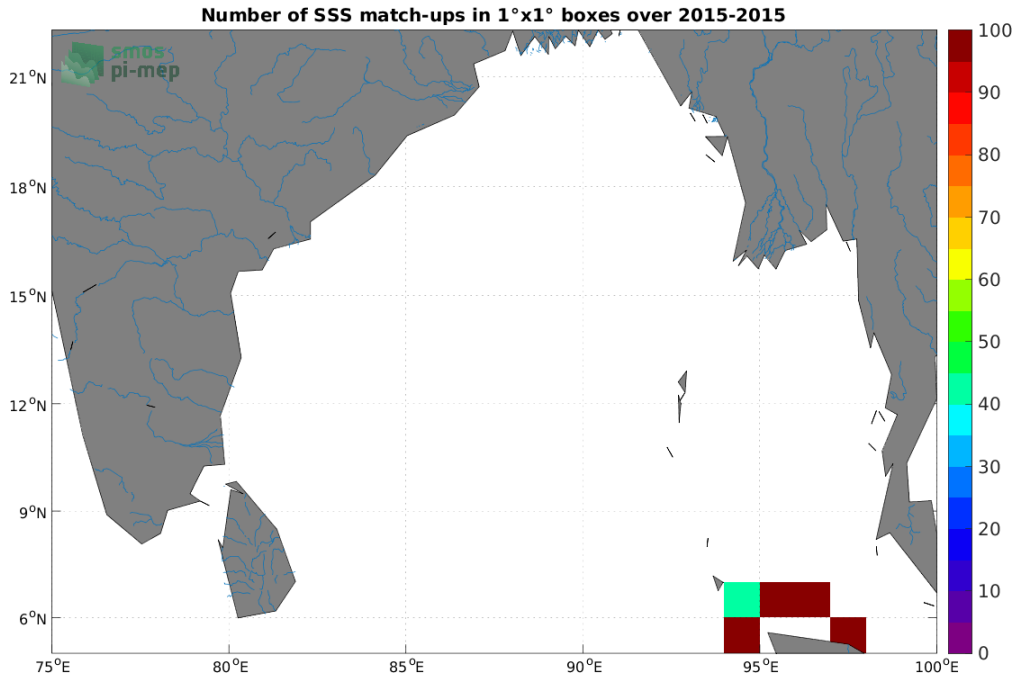 Number of SSS match-ups in 1°x1° boxes over 2015-2015
smos
pi-mep
21°N
18°N
15°N
12°N
9°N
6°N
75°E
80°E
85°E
90°E
95°E
100°E
100
90
80
70
60
50
40
30
20
10
0